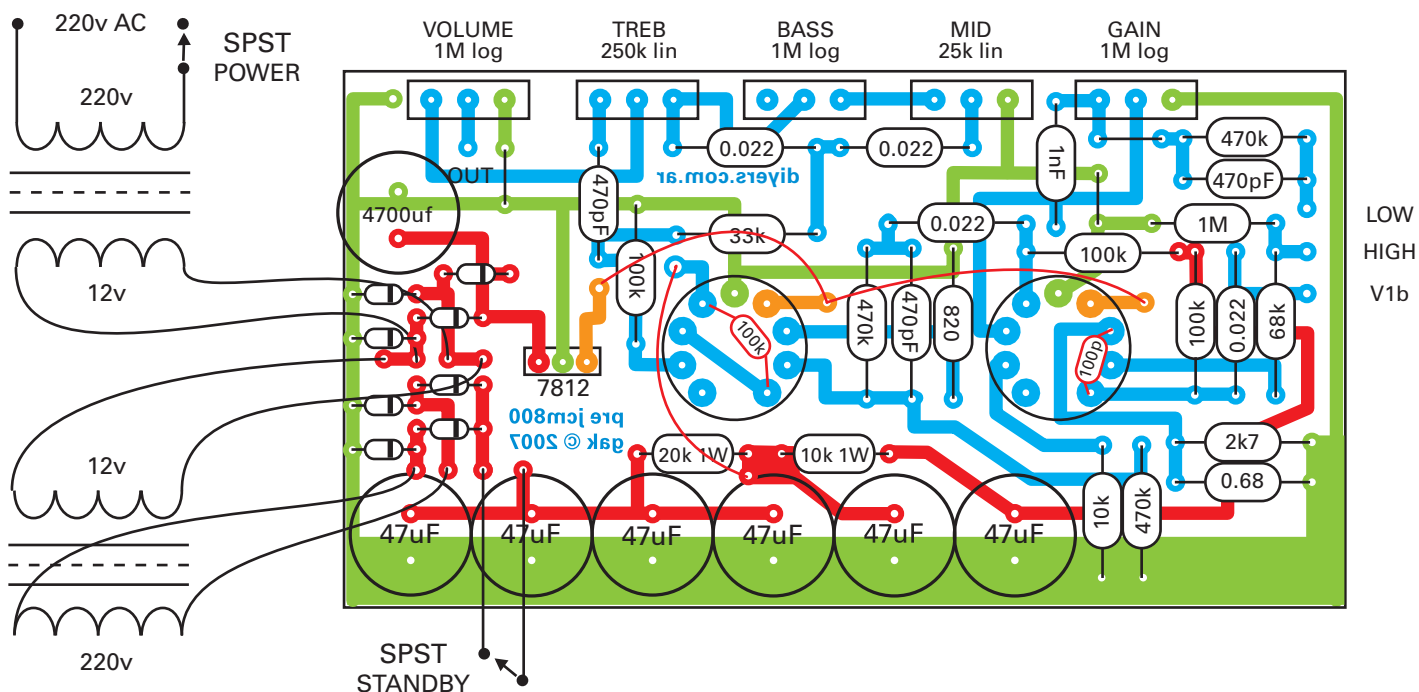 220v AC
SPST
POWER
220v
12v
12v
220v
VOLUME
1M log
TREB
250k lin
BASS
1M log
MID
25k lin
GAIN
1M log
OUT
4700uf
470pF
100k
0.022
0.022
diyers.com.ar
33k
1nF
470k
470pF
0.022
1M
100k
LOW
HIGH
V1b
100k
470k
470pF
820
100p
100k
0.022
68k
7812
pre jcm800
gak © 2007
20k 1W
10k 1W
2k7
0.68
10k
470k
47uF
47uF
47uF
47uF
47uF
47uF
SPST
STANDBY